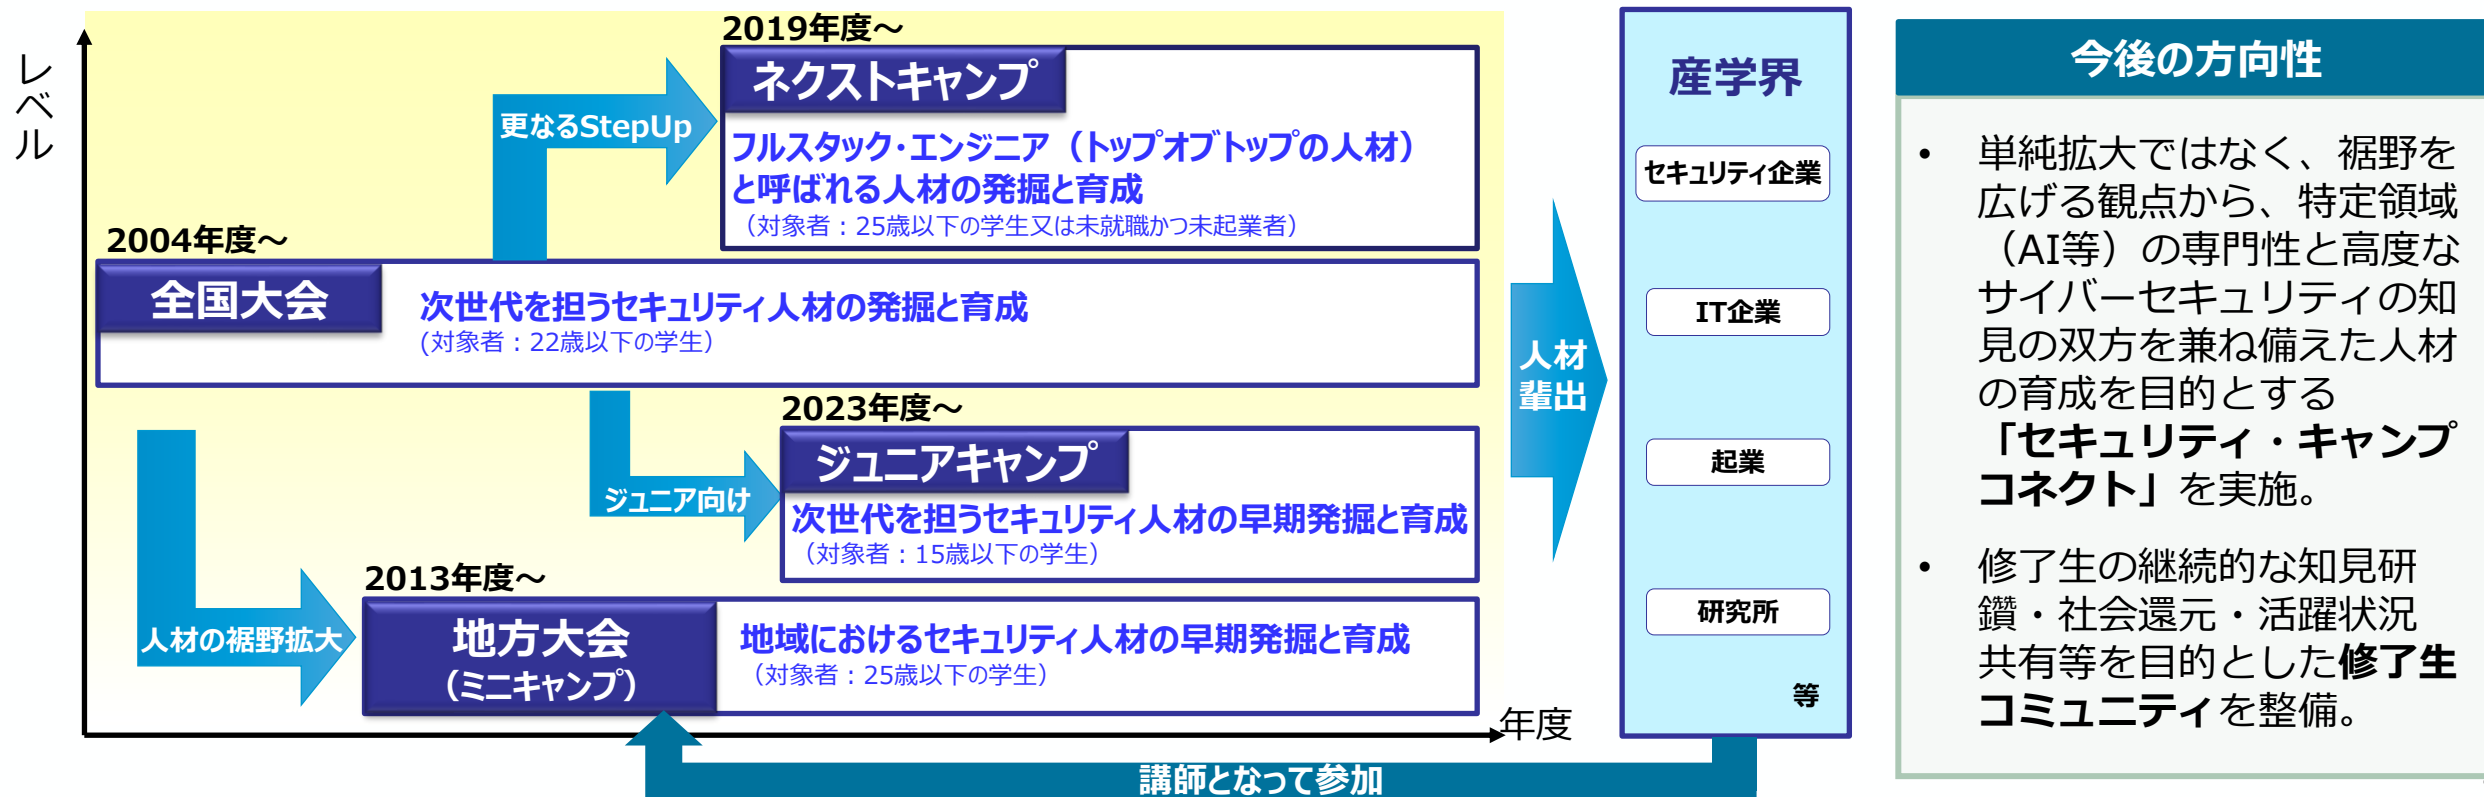 レベル
2019年度～
ネクストキャンプ
更なるStepUp
フルスタック・エンジニア（トップオブトップの人材）
と呼ばれる人材の発掘と育成
（対象者：25歳以下の学生又は未就職かつ未起業者）
2004年度～
全国大会
次世代を担うセキュリティ人材の発掘と育成
(対象者：22歳以下の学生）
2023年度～
ジュニアキャンプ
ジュニア向け
次世代を担うセキュリティ人材の早期発掘と育成
（対象者：15歳以下の学生）
2013年度～
人材の裾野拡大
地方大会
（ミニキャンプ）
地域におけるセキュリティ人材の早期発掘と育成
（対象者：25歳以下の学生）
年度
人材
輩出
産学界
セキュリティ企業
IT企業
起業
研究所
等
講師となって参加
今後の方向性
• 単純拡大ではなく、裾野を
広げる観点から、特定領域
（AI等）の専門性と高度な
サイバーセキュリティの知
見の双方を兼ね備えた人材
の育成を目的とする
「セキュリティ・キャンプ
コネクト」を実施。
• 修了生の継続的な知見研
鑽・社会還元・活躍状況
共有等を目的とした修了生
コミュニティを整備。